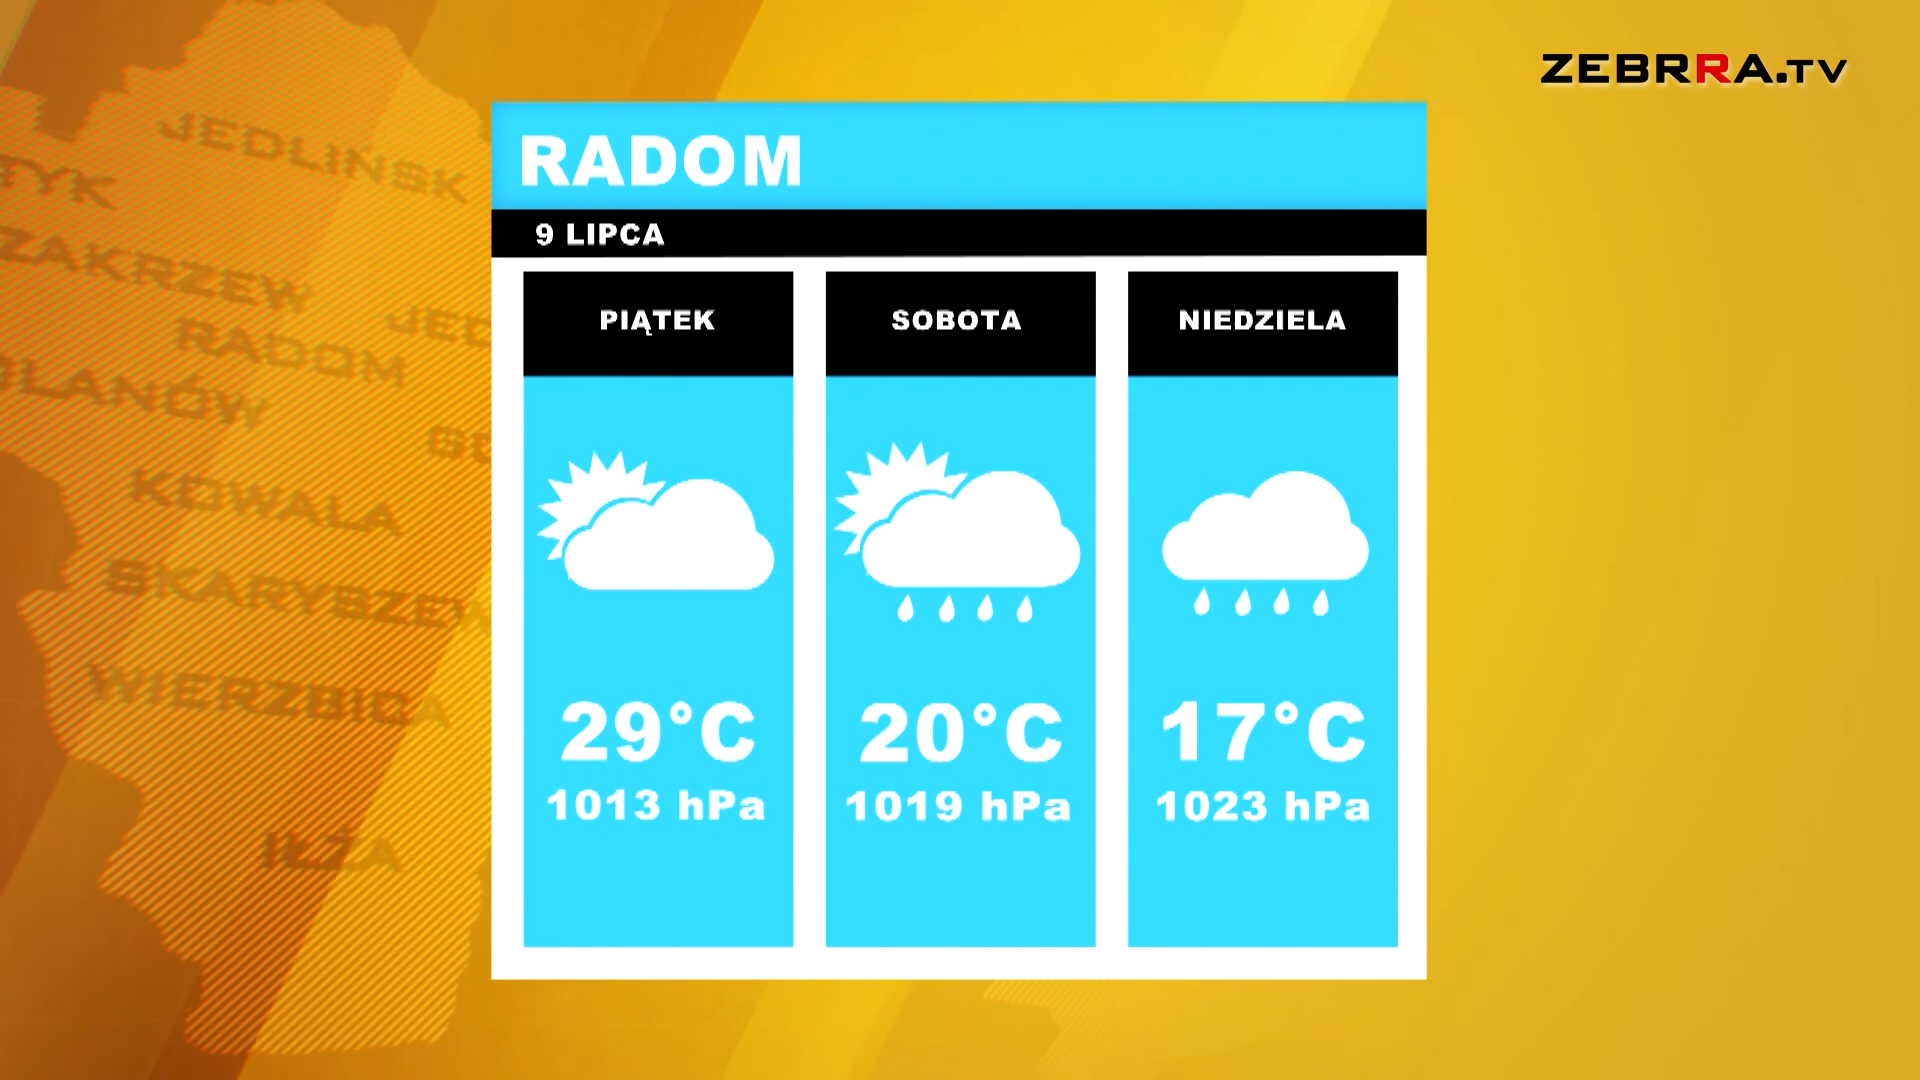 ZEBRRA.TV
RADOM
9 LIPCA
PIĄTEK
SOBOTA
NIEDZIELA
29°C
20°C
17°C
1013 hPa
1019 hPa
1023 hPa
JEDLIŃSK
ZAKRZEW
RADOM
KOWALA
WIERZBICA
IŁŻA